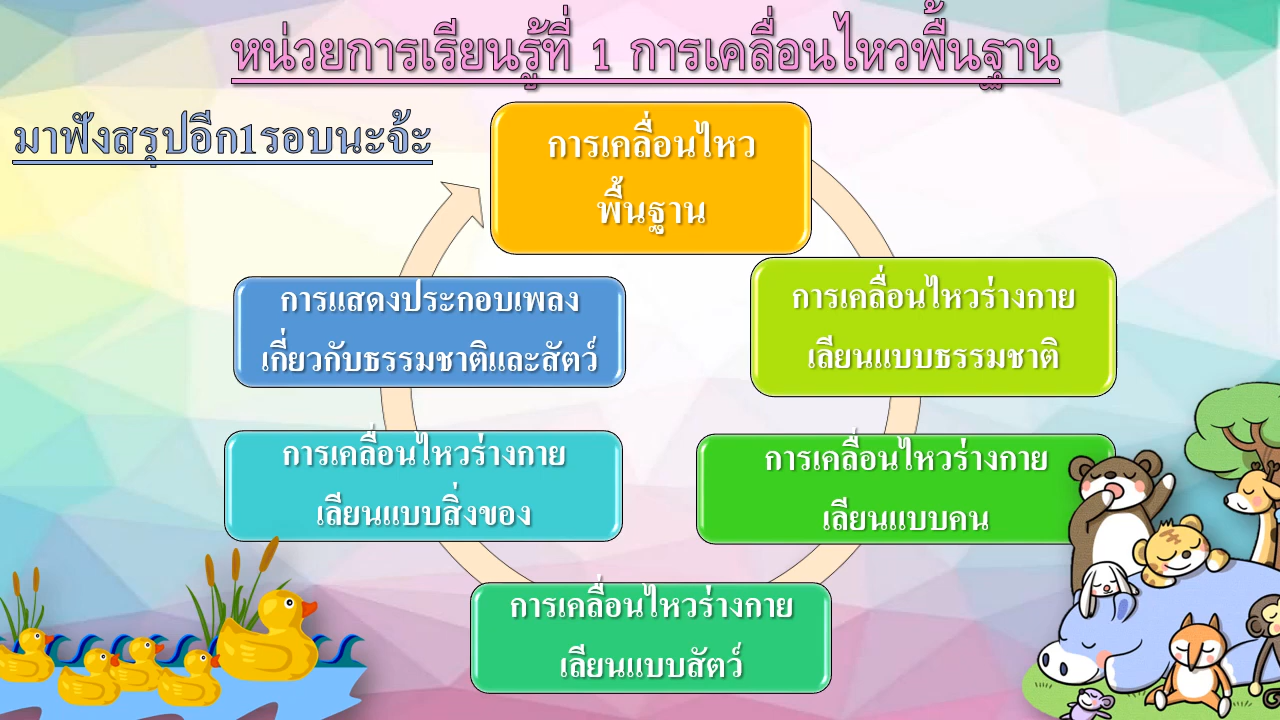 หน่วยการเรียนรู้ที่ 1 การเคลื่อนไหวพื้นฐาน
มาฟังสรุปอีก1รอบนะจ้ะ
การเคลื่อนไหว
พื้นฐาน
การเคลื่อนไหวร่างกาย
เลียนแบบธรรมชาติ
การเคลื่อนไหวร่างกาย
เลียนแบบคน
การเคลื่อนไหวร่างกาย
เลียนแบบสัตว์
การเคลื่อนไหวร่างกาย
เลียนแบบสิ่งของ
การแสดงประกอบเพลง
เกี่ยวกับธรรมชาติและสัตว์